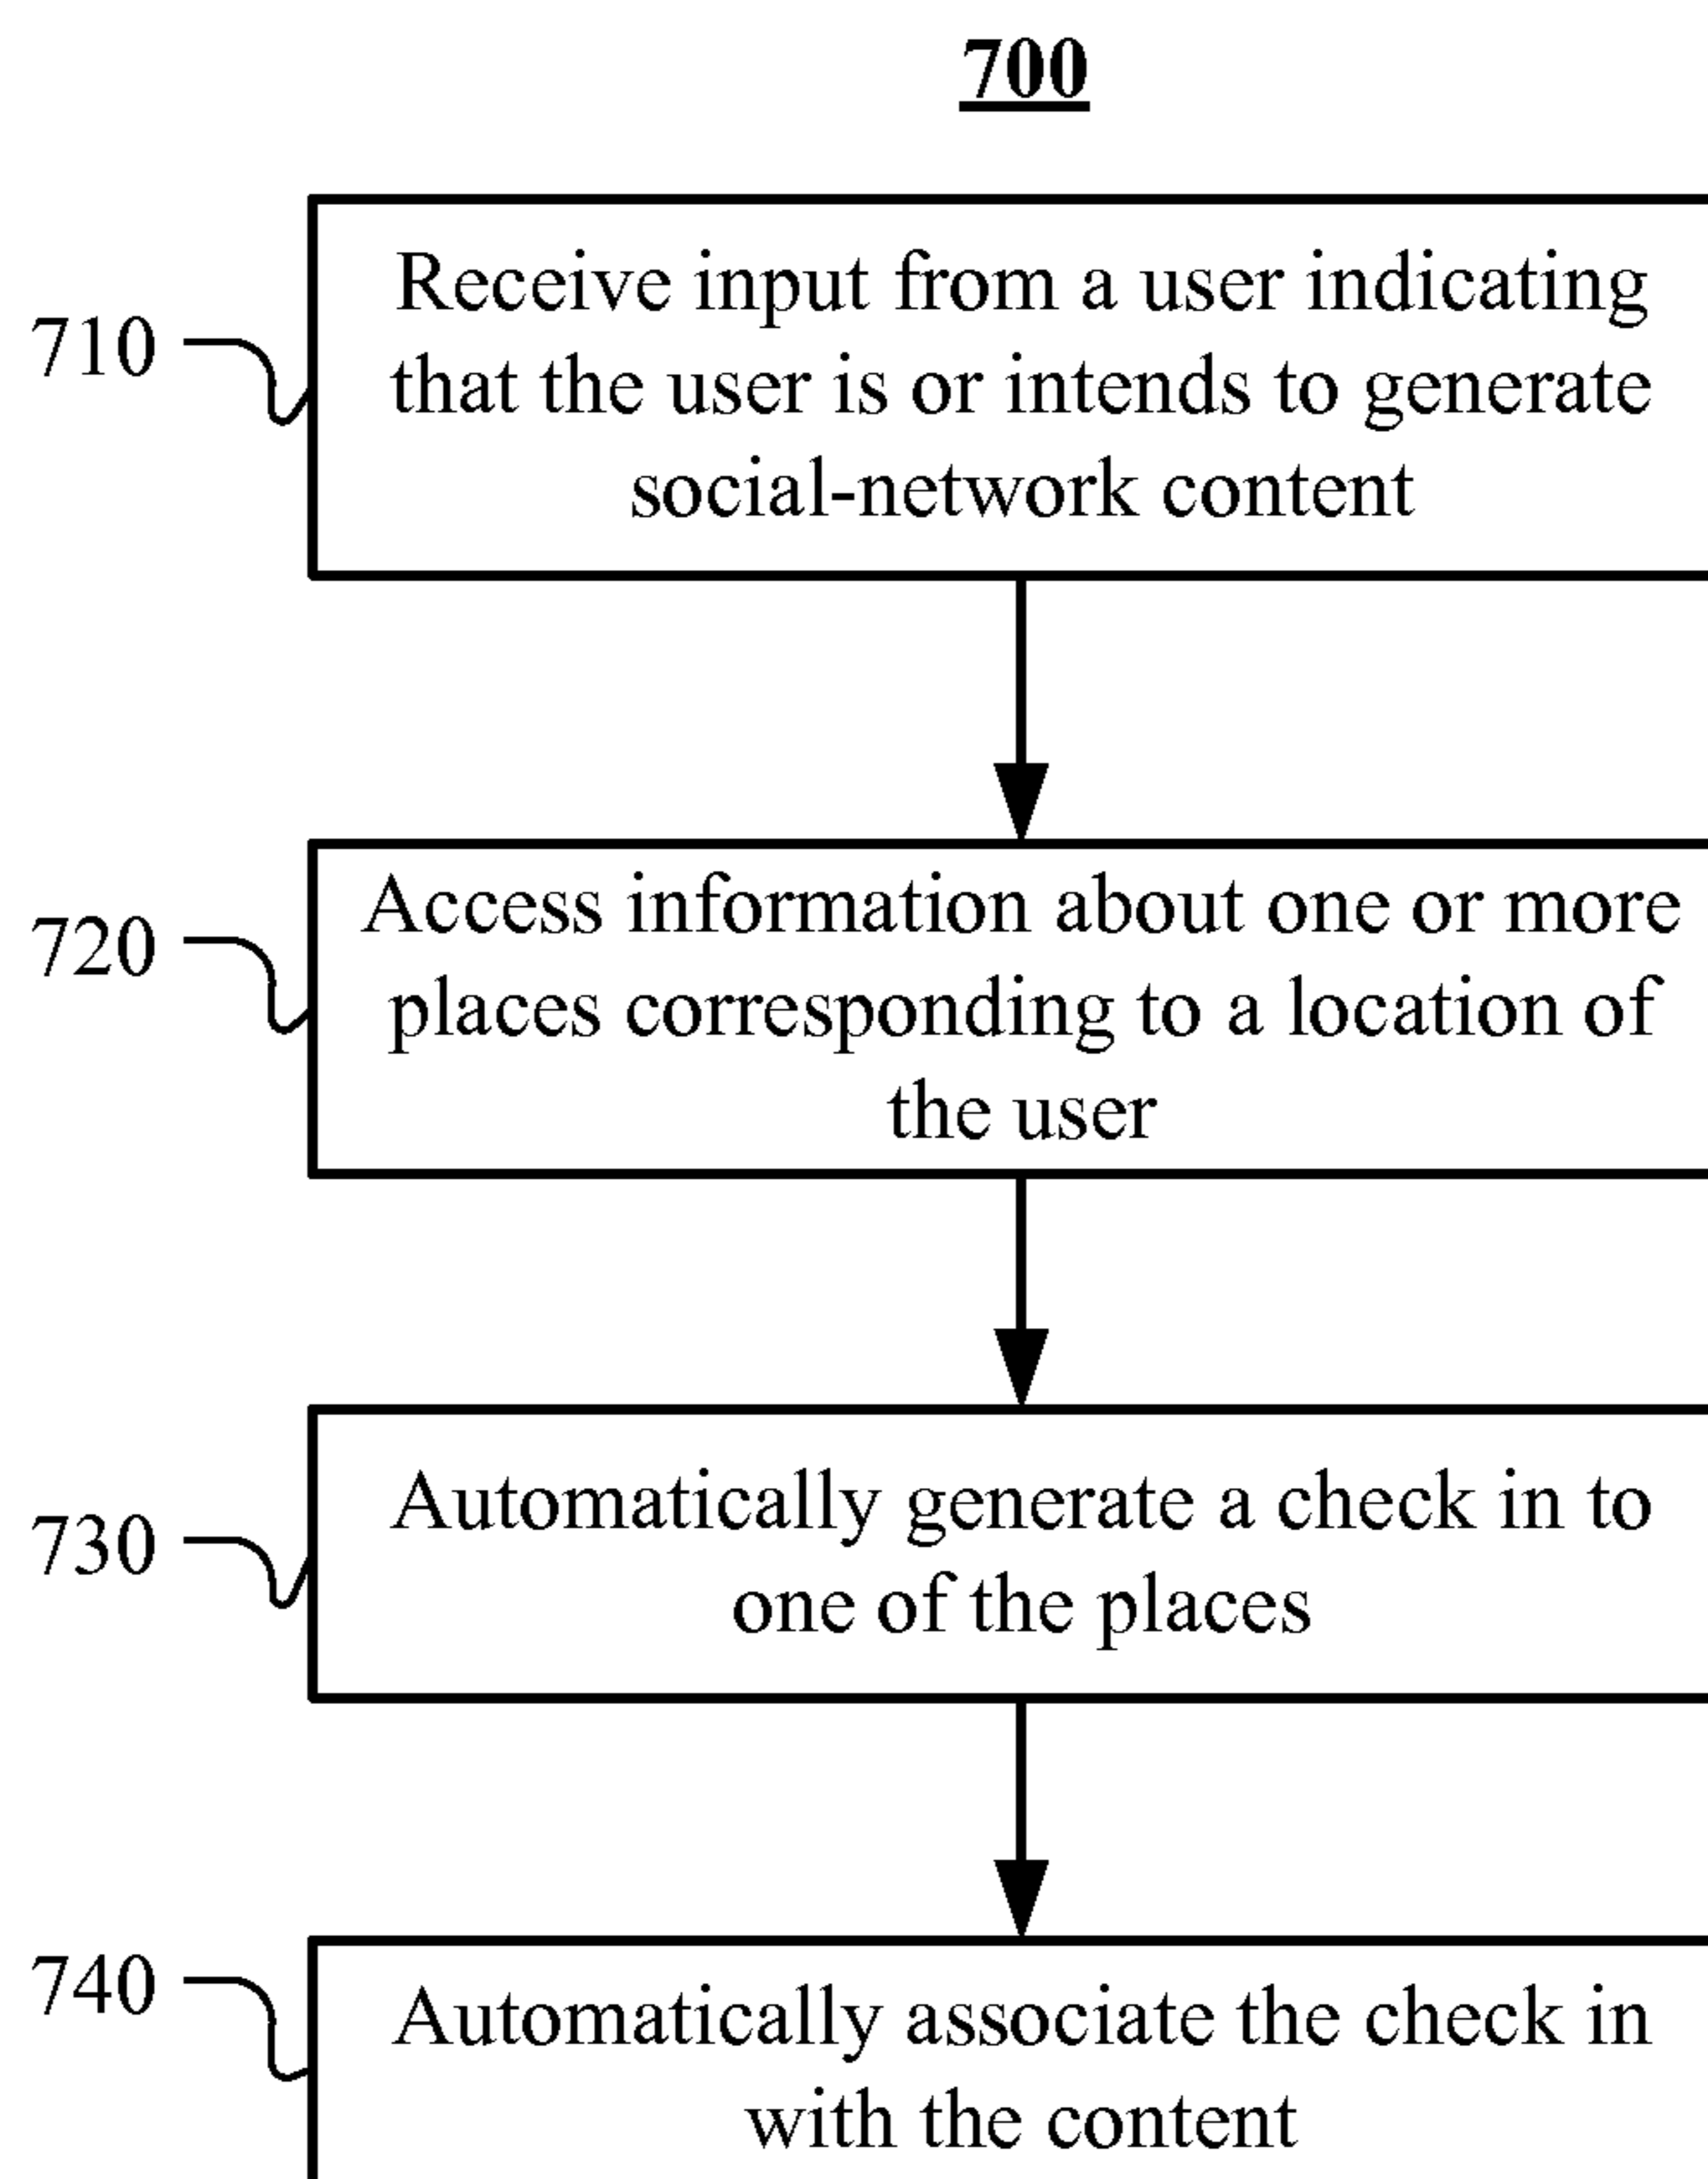 700
710
Receive input from a user indicating
that the user is or intends to generate
social-network content
720
Access information about one or more
places corresponding to a location of
the user
730
Automatically generate a check in to
one of the places
740
Automatically associate the check in
with the content